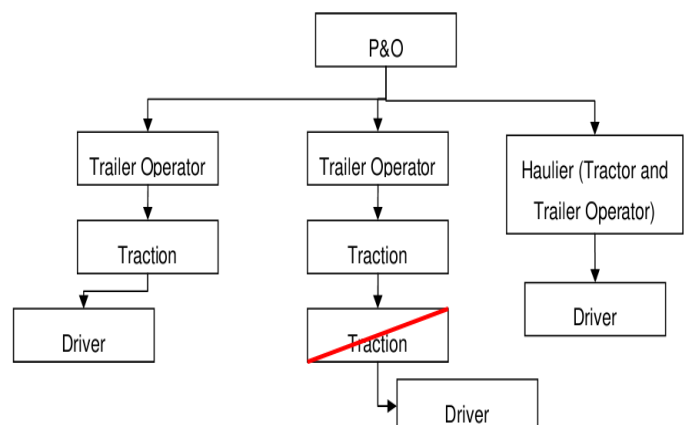 P&O
Trailer Operator
Trailer Operator
Haulier (Tractor and
Trailer Operator)
Traction
Traction
Driver
Traction
Driver
Driver